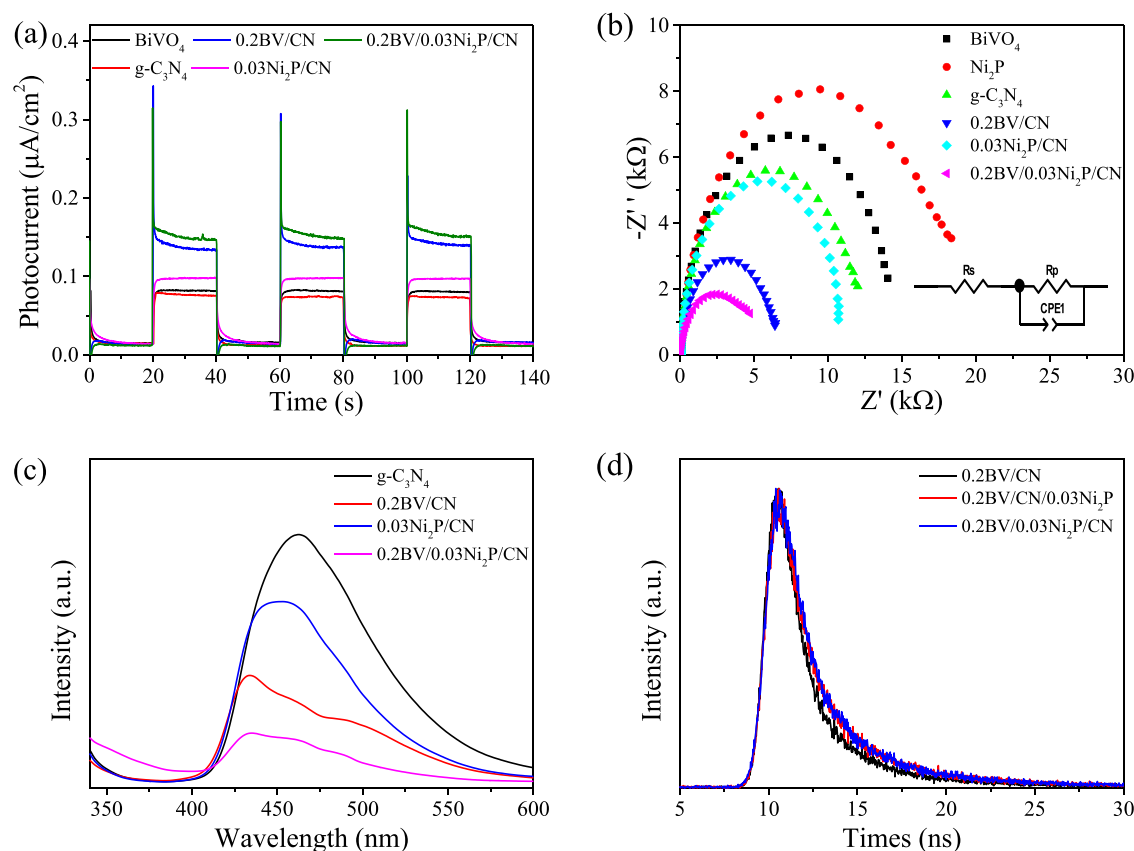 (a)
BiVO₄ 0.2BV/CN 0.2BV/0.03Ni₂P/CN
g-C₃N₄ 0.03Ni₂P/CN
0.4
0.3
0.2
0.1
0.0
Photocurrent (μA/cm²)
0 20 40 60 80 100 120 140
Time (s)
(b)
BiVO₄
Ni₂P
g-C₃N₄
0.2BV/CN
0.03Ni₂P/CN
0.2BV/0.03Ni₂P/CN
10
8
6
4
2
0
-Z'' (kΩ)
Rs Rp
CPE1
0 5 10 15 20 25 30
Z' (kΩ)
(c)
g-C₃N₄
0.2BV/CN
0.03Ni₂P/CN
0.2BV/0.03Ni₂P/CN
Intensity (a.u.)
350 400 450 500 550 600
Wavelength (nm)
(d)
0.2BV/CN
0.2BV/CN/0.03Ni₂P
0.2BV/0.03Ni₂P/CN
Intensity (a.u.)
5 10 15 20 25 30
Times (ns)